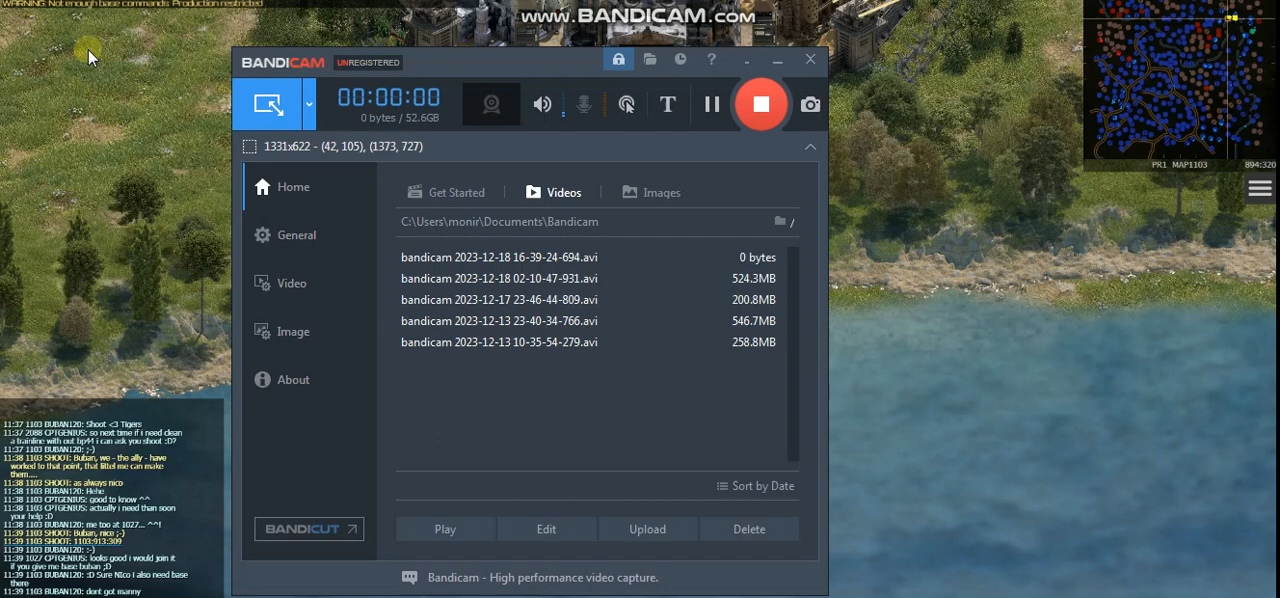 WARNING: Not enough base commands. Production restricted
www.BANDICAM.com
BANDICAM UNREGISTERED
00:00:00
0 bytes / 52.6GB
1331x622 - (42, 105), (1373, 727)
Home
General
Video
Image
About
BANDICUT
Get Started
Videos
Images
C:\Users\monir\Documents\Bandicam
/
bandicam 2023-12-18 16-39-24-694.avi 0 bytes
bandicam 2023-12-18 02-10-47-931.avi 524.3MB
bandicam 2023-12-17 23-46-44-809.avi 200.8MB
bandicam 2023-12-13 23-40-34-766.avi 546.7MB
bandicam 2023-12-13 10-35-54-279.avi 258.8MB
Sort by Date
Play
Edit
Upload
Delete
Bandicam - High performance video capture.
PR1 MAP1103 894:320
11:37 1103 BUBAN120: Shoot <3 Tigers
11:37 2088 CPTGENIUS: so next time if i need clean
a trainline with out bp44 i can ask you shoot :D?
11:37 1103 BUBAN120: ;-)
11:38 1103 SHOOT: Buban, we - the ally - have
worked to that point, that littel me can make
them....
11:38 1103 SHOOT: as always nico
11:38 1103 BUBAN120: Hehe
11:38 1103 CPTGENIUS: good to know ^^
11:38 1103 CPTGENIUS: actually i need than soon
your help :D
11:38 1103 BUBAN120: me too at 1027... ^^!
11:39 1103 SHOOT: Buban, nice ;-)
11:39 1103 SHOOT: 1103:913:309
11:39 1103 BUBAN120: :-)
11:39 1027 CPTGENIUS: looks good i would join it
if you give me base buban ;D
11:39 1103 BUBAN120: :D Sure NIco I also need base
there
11:39 1103 BUBAN120: dont got manny